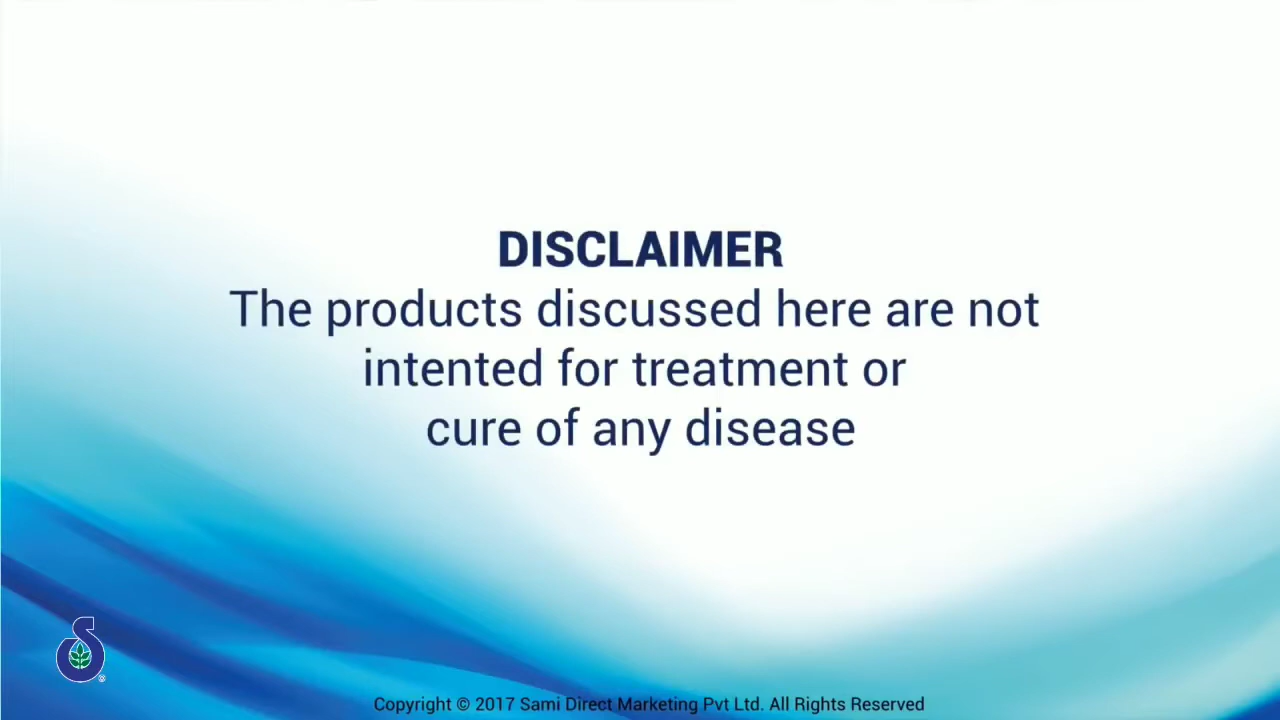 DISCLAIMER
The products discussed here are not
intented for treatment or
cure of any disease
Copyright © 2017 Sami Direct Marketing Pvt Ltd. All Rights Reserved